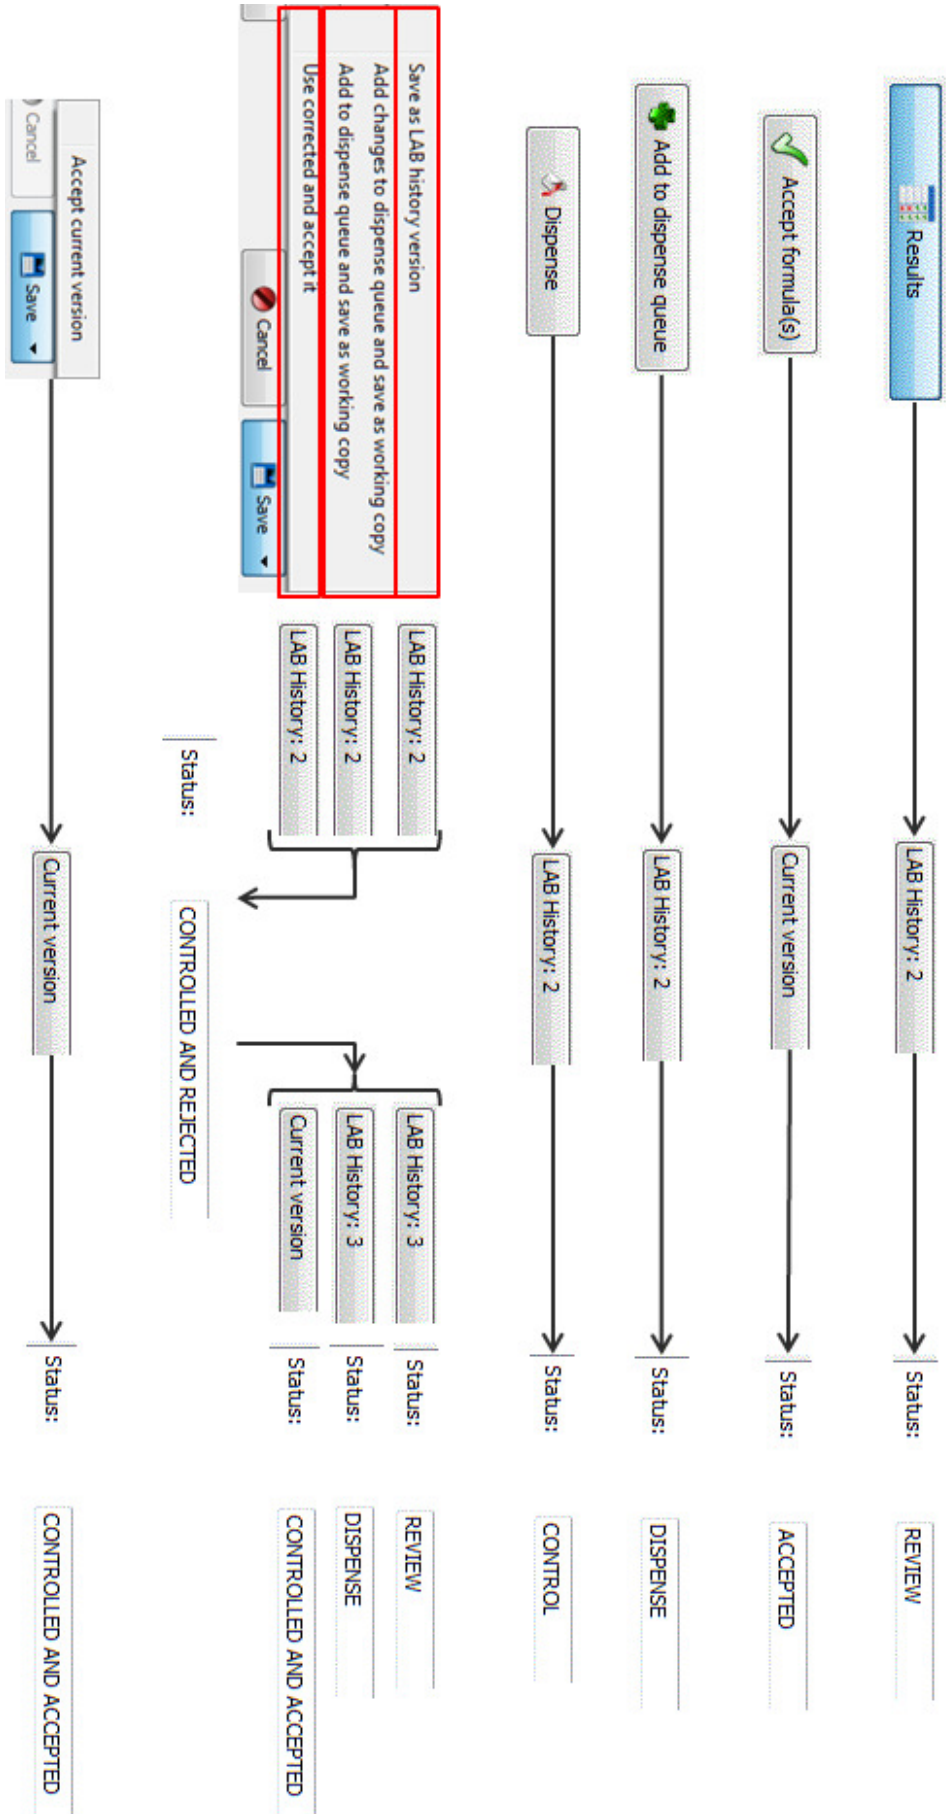 Results
LAB History: 2
Status:
REVIEW
Accept formula(s)
Current version
Status:
ACCEPTED
Add to dispense queue
LAB History: 2
Status:
DISPENSE
Dispense
LAB History: 2
Status:
CONTROL
Save as LAB history version
Add changes to dispense queue and save as working copy
Add to dispense queue and save as working copy
Use corrected and accept it
Cancel
Save
LAB History: 2
LAB History: 2
LAB History: 2
Status:
CONTROLLED AND REJECTED
LAB History: 3
Status:
REVIEW
LAB History: 3
Status:
DISPENSE
Current version
Status:
CONTROLLED AND ACCEPTED
Accept current version
Cancel
Save
Current version
Status:
CONTROLLED AND ACCEPTED